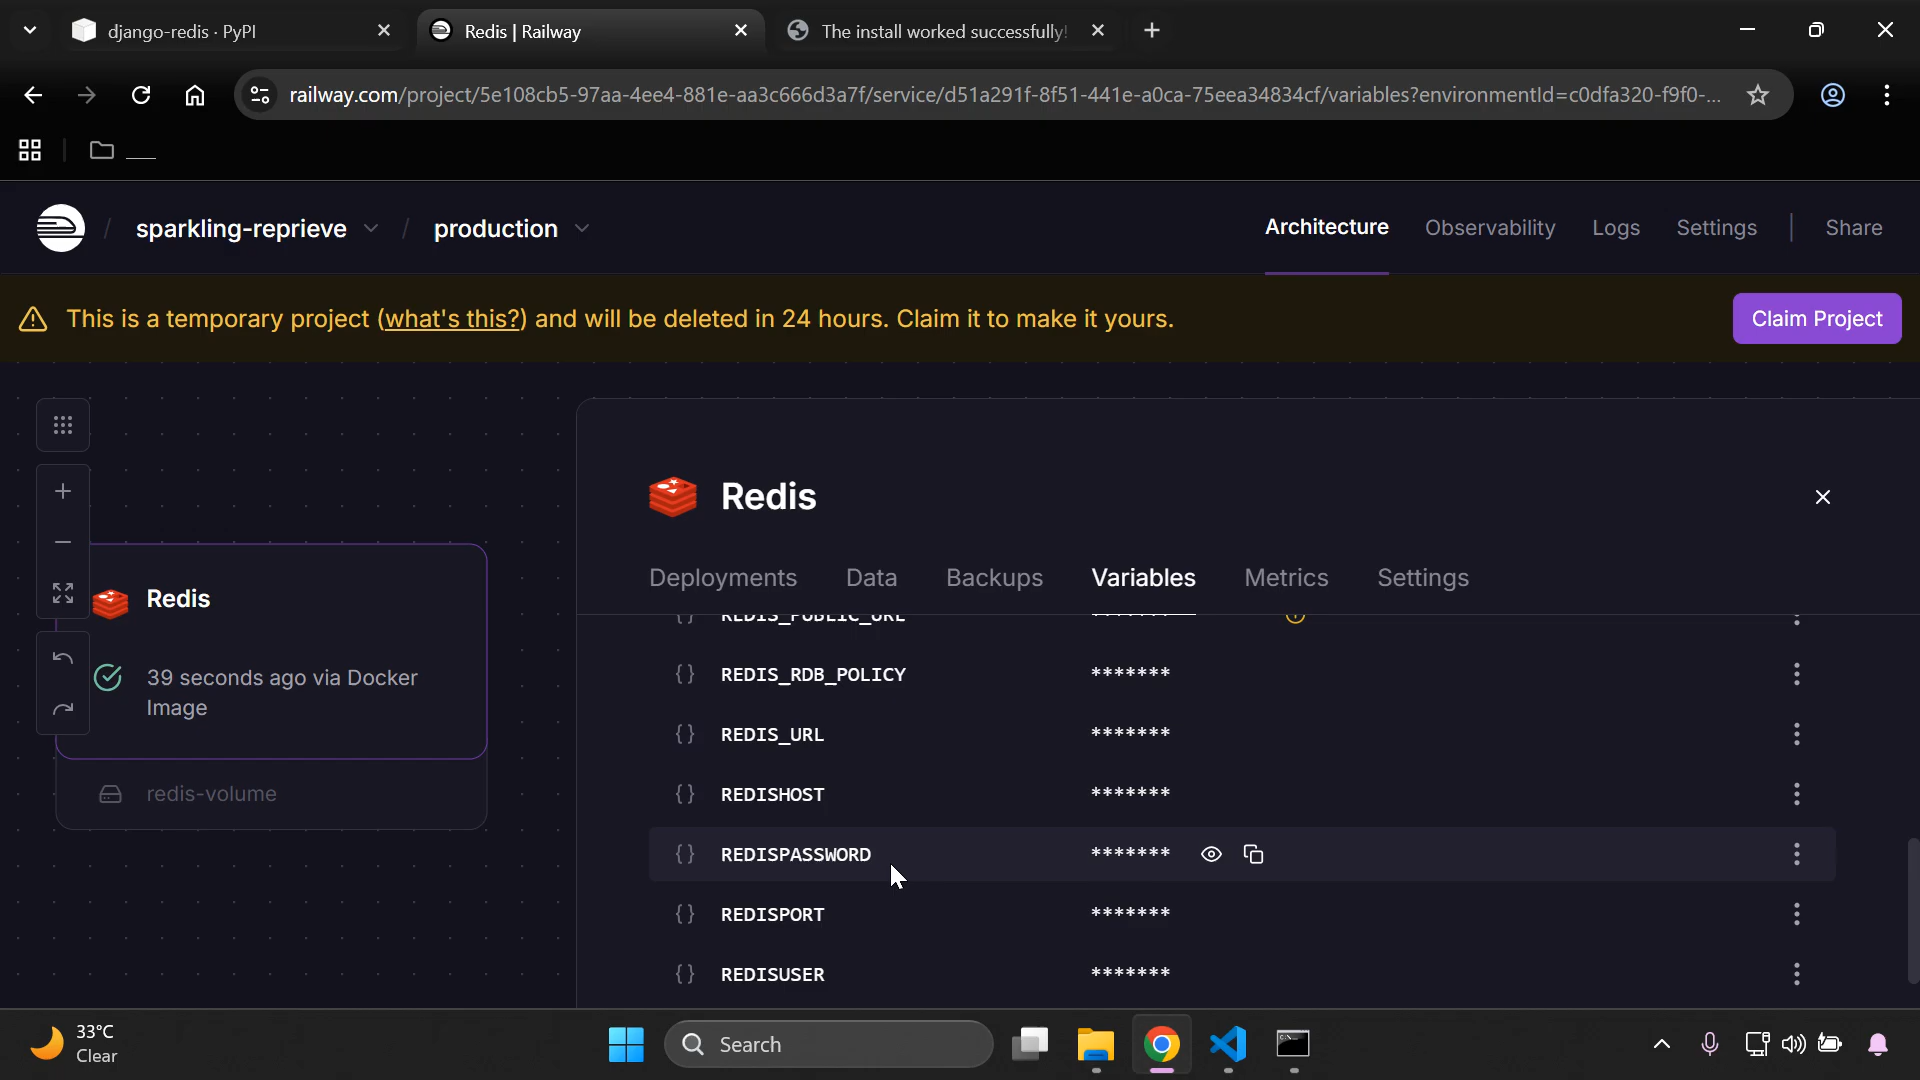 django-redis · PyPI
Redis | Railway
The install worked successfully!
railway.com/project/5e108cb5-97aa-4ee4-881e-aa3c666d3a7f/service/d51a291f-8f51-441e-a0ca-75eea34834cf/variables?environmentId=c0dfa320-f9f0-...
sparkling-reprieve / production
Architecture Observability Logs Settings | Share
This is a temporary project (what's this?) and will be deleted in 24 hours. Claim it to make it yours.
Claim Project
Redis
39 seconds ago via Docker
Image
redis-volume
Redis
Deployments Data Backups Variables Metrics Settings
{} REDIS_PUBLIC_URL *******
{} REDIS_RDB_POLICY *******
{} REDIS_URL *******
{} REDISHOST *******
{} REDISPASSWORD *******
{} REDISPORT *******
{} REDISUSER *******
33°C
Clear
Search